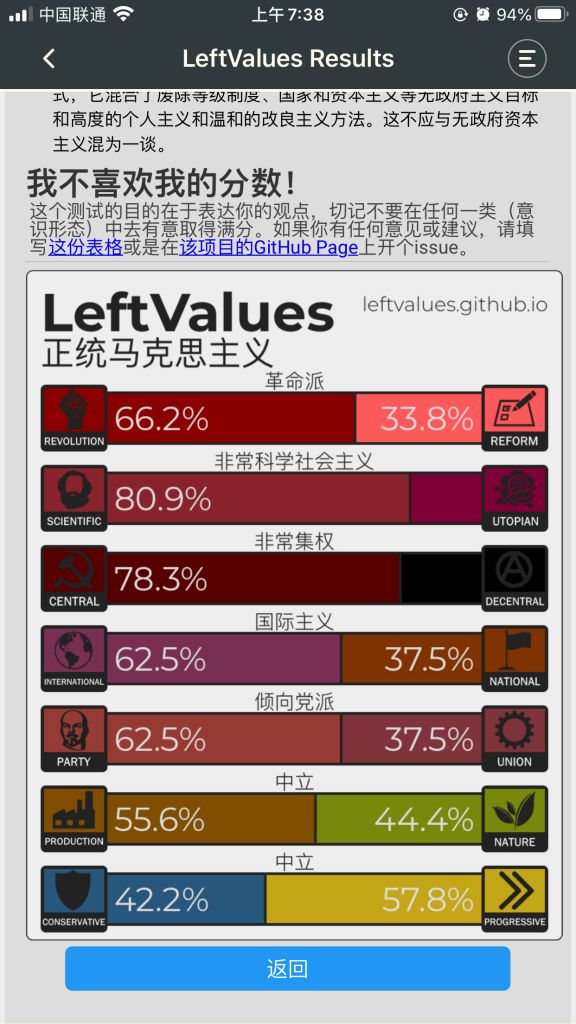 中国联通
上午7:38
94%
LeftValues Results
式，它混合了废除等级制度、国家和资本主义等无政府主义目标
和高度的个人主义和温和的改良主义方法。这不应与无政府资本
主义混为一谈。
我不喜欢我的分数！
这个测试的目的在于表达你的观点，切记不要在任何一类（意
识形态）中去有意取得满分。如果你有任何意见或建议，请填
写这份表格或是在该项目的GitHub Page上开个issue。
LeftValues
leftvalues.github.io
正统马克思主义
革命派
REVOLUTION
66.2%
33.8%
REFORM
非常科学社会主义
SCIENTIFIC
80.9%
UTOPIAN
非常集权
CENTRAL
78.3%
DECENTRAL
国际主义
INTERNATIONAL
62.5%
37.5%
NATIONAL
倾向党派
PARTY
62.5%
37.5%
UNION
中立
PRODUCTION
55.6%
44.4%
NATURE
中立
CONSERVATIVE
42.2%
57.8%
PROGRESSIVE
返回